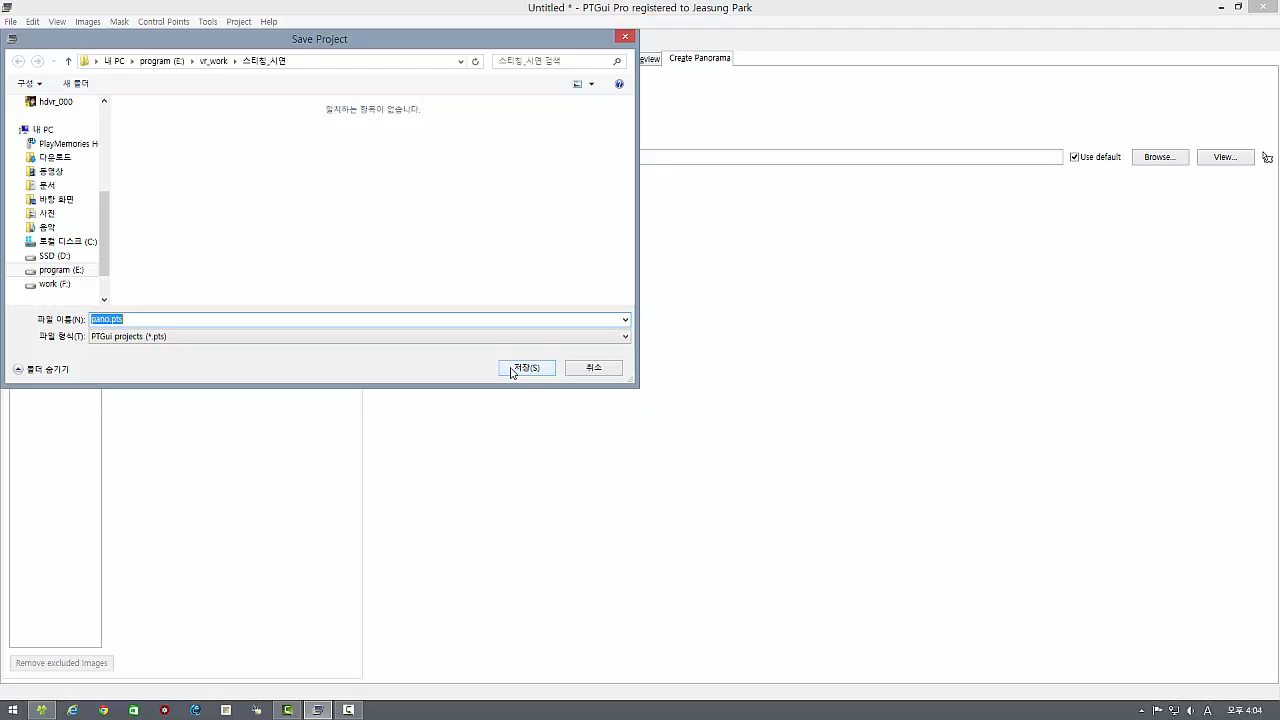 Untitled * - PTGui Pro registered to Jeasung Park
File Edit View Images Mask Control Points Tools Project Help
Save Project
내 PC program (E:) vr_work 스티칭_시연
스티칭_시연 검색
Create Panorama
구성 새 폴더
hdvr_000
내 PC
PlayMemories H
다운로드
동영상
문서
바탕 화면
사진
음악
로컬 디스크 (C:)
SSD (D:)
program (E:)
work (F:)
일치하는 항목이 없습니다.
Use default Browse... View...
파일 이름(N): pano.pts
파일 형식(T): PTGui projects (*.pts)
폴더 숨기기
저장(S) 취소
Remove excluded images
A 오후 4:04